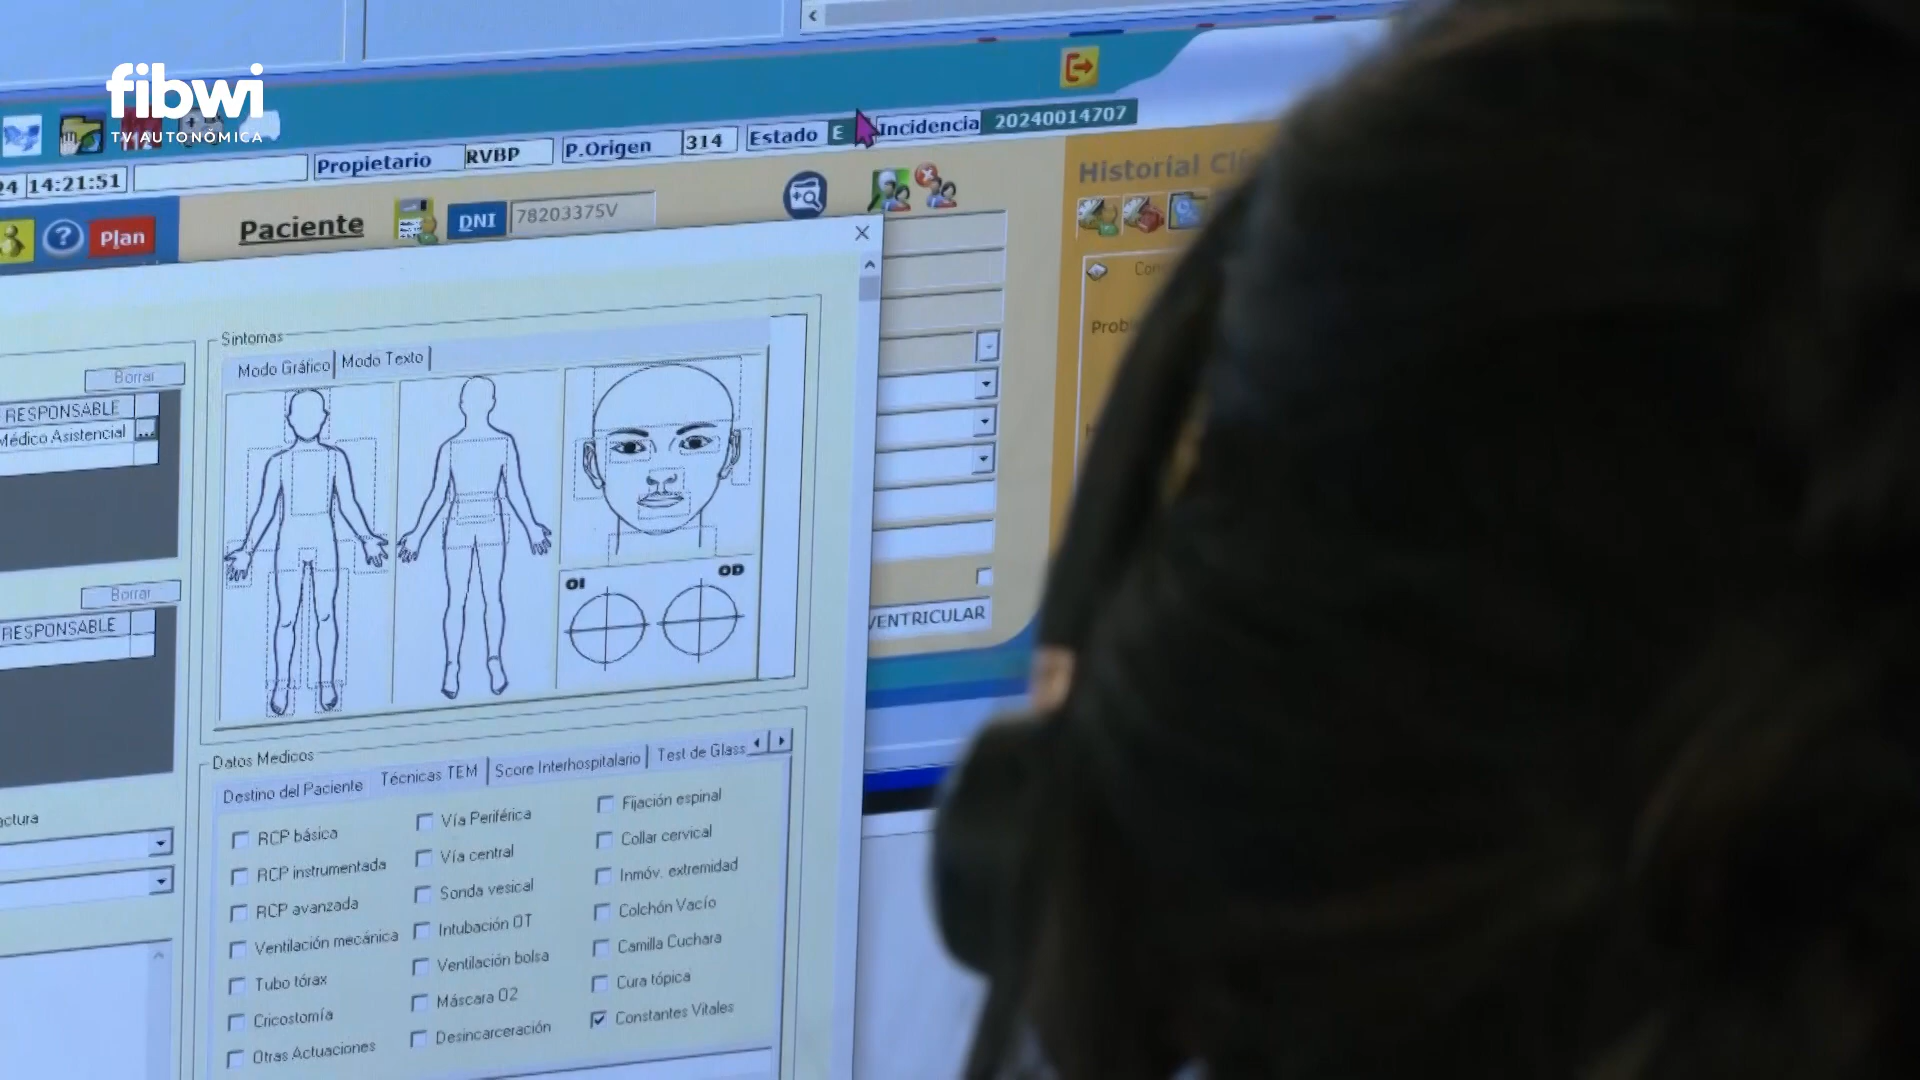 fibwi
TV AUTONÓMICA
112
24 14:21:51
Propietario RVBP P.Origen 314 Estado E Incidencia 20240014707
? Plan
Paciente DNI 78203375V
Historial
Síntomas
Modo Gráfico Modo Texto
Borrar
RESPONSABLE
Médico Asistencial ...
OI OD
Borrar
RESPONSABLE
VENTRICULAR
Datos Medicos
Destino del Paciente Técnicas TEM Score Interhospitalario Test de Glass
RCP básica Vía Periférica Fijación espinal
RCP instrumentada Vía central Collar cervical
RCP avanzada Sonda vesical Inmóv. extremidad
Ventilación mecánica Intubación OT Colchón Vacío
Tubo tórax Ventilación bolsa Camilla Cuchara
Cricostomía Máscara O2 Cura tópica
Otras Actuaciones Desincarceración Constantes Vitales